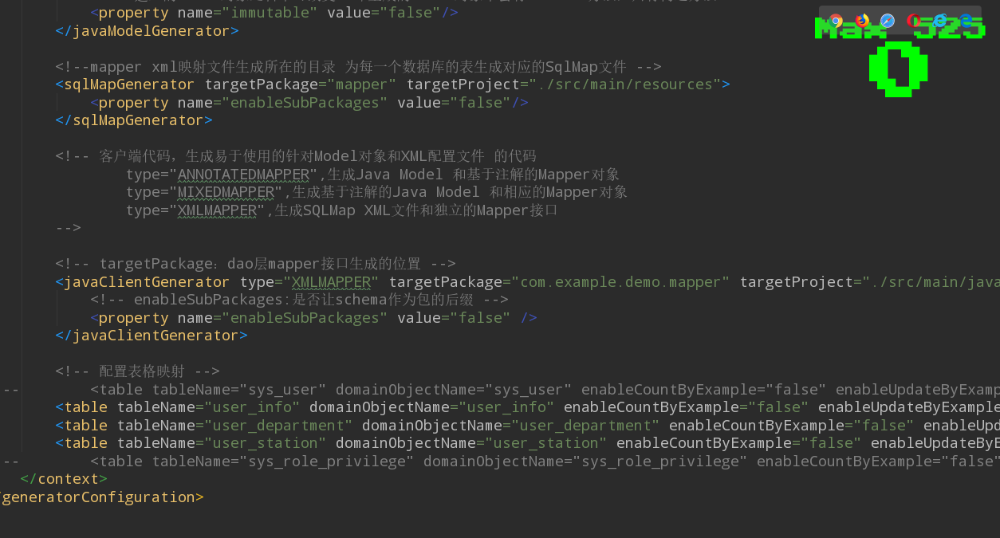 <property name="immutable" value="false"/>
</javaModelGenerator>
Max 525
0
<!--mapper xml映射文件生成所在的目录 为每一个数据库的表生成对应的SqlMap文件 -->
<sqlMapGenerator targetPackage="mapper" targetProject="./src/main/resources">
<property name="enableSubPackages" value="false"/>
</sqlMapGenerator>
<!-- 客户端代码，生成易于使用的针对Model对象和XML配置文件 的代码
type="ANNOTATEDMAPPER",生成Java Model 和基于注解的Mapper对象
type="MIXEDMAPPER",生成基于注解的Java Model 和相应的Mapper对象
type="XMLMAPPER",生成SQLMap XML文件和独立的Mapper接口
-->
<!-- targetPackage：dao层mapper接口生成的位置 -->
<javaClientGenerator type="XMLMAPPER" targetPackage="com.example.demo.mapper" targetProject="./src/main/java
<!-- enableSubPackages:是否让schema作为包的后缀 -->
<property name="enableSubPackages" value="false" />
</javaClientGenerator>
<!-- 配置表格映射 -->
-- <table tableName="sys_user" domainObjectName="sys_user" enableCountByExample="false" enableUpdateByExamp
<table tableName="user_info" domainObjectName="user_info" enableCountByExample="false" enableUpdateByExample
<table tableName="user_department" domainObjectName="user_department" enableCountByExample="false" enableUpd
<table tableName="user_station" domainObjectName="user_station" enableCountByExample="false" enableUpdateByE
-- <table tableName="sys_role_privilege" domainObjectName="sys_role_privilege" enableCountByExample="false"
</context>
generatorConfiguration>